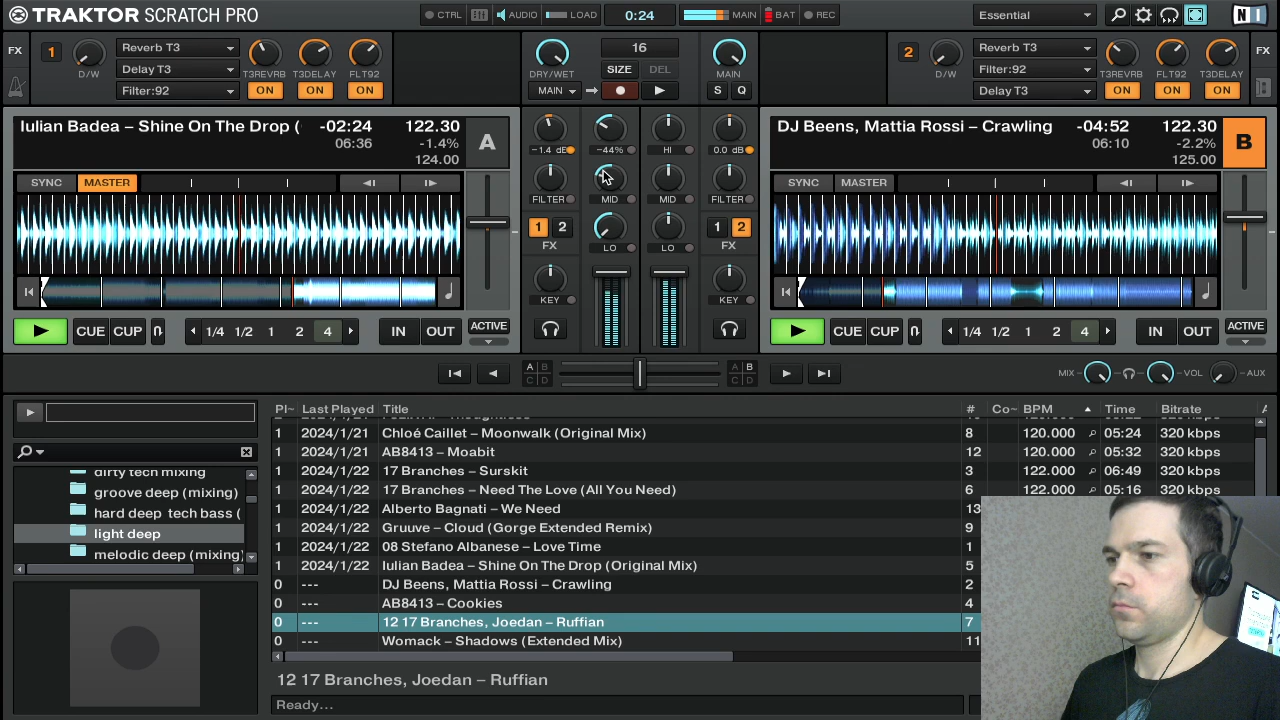 TRAKTOR SCRATCH PRO
CTRL
AUDIO
LOAD
0:24
MAIN
BAT
REC
Essential
N I
FX
1
D/W
Reverb T3
Delay T3
Filter:92
T3REVRB
T3DELAY
FLT92
ON
ON
ON
DRY/WET
16
SIZE
DEL
MAIN
MAIN
S
Q
2
D/W
Reverb T3
Filter:92
Delay T3
T3REVRB
FLT92
T3DELAY
ON
ON
ON
FX
Iulian Badea – Shine On The Drop (
-02:24
122.30
06:36
-1.4%
124.00
A
SYNC
MASTER
CUE
CUP
1/4
1/2
1
2
4
IN
OUT
ACTIVE
-1.4 dB
-44%
HI
0.0 dB
FILTER
MID
MID
FILTER
1
2
FX
LO
LO
1
2
FX
KEY
KEY
DJ Beens, Mattia Rossi – Crawling
-04:52
122.30
06:10
-2.2%
125.00
B
SYNC
MASTER
CUE
CUP
1/4
1/2
1
2
4
IN
OUT
ACTIVE
A B
C D
A B
C D
MIX
VOL
AUX
dirty tech mixing
groove deep (mixing)
hard deep tech bass (
light deep
melodic deep (mixing)
Pl~ Last Played Title # Co~ BPM Time Bitrate
1 2024/1/21 Chloé Caillet – Moonwalk (Original Mix) 8 120.000 05:24 320 kbps
1 2024/1/21 AB8413 – Moabit 12 120.000 05:32 320 kbps
1 2024/1/22 17 Branches – Surskit 3 122.000 06:49 320 kbps
1 2024/1/22 17 Branches – Need The Love (All You Need) 6 122.000 05:16 320 kbps
1 2024/1/22 Alberto Bagnati – We Need 13
1 2024/1/22 Gruuve – Cloud (Gorge Extended Remix) 9
1 2024/1/22 08 Stefano Albanese – Love Time 1
1 2024/1/22 Iulian Badea – Shine On The Drop (Original Mix) 5
0 --- DJ Beens, Mattia Rossi – Crawling 2
0 --- AB8413 – Cookies 4
0 --- 12 17 Branches, Joedan – Ruffian 7
0 --- Womack – Shadows (Extended Mix) 11
12 17 Branches, Joedan – Ruffian
Ready...